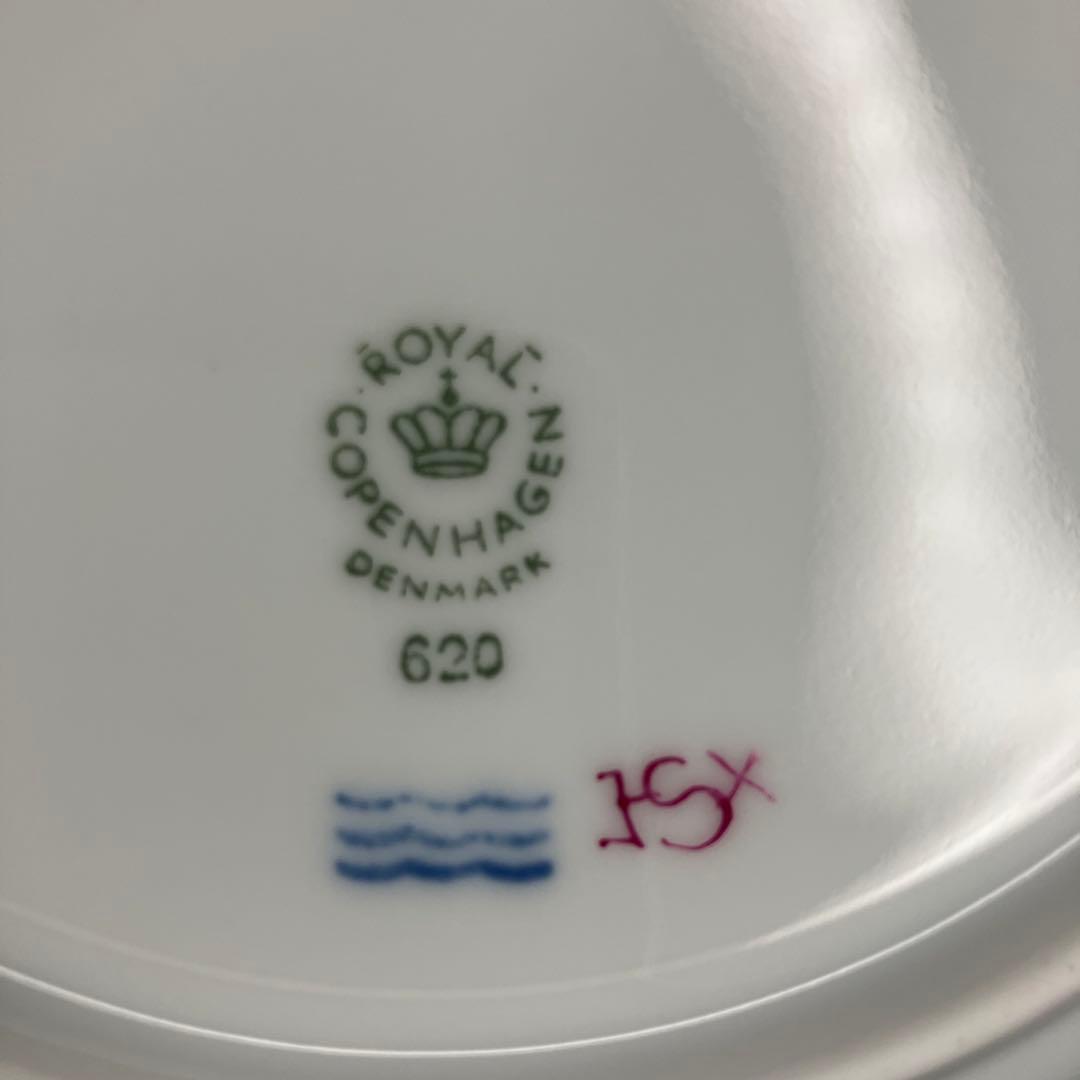 ROYAL
COPENHAGEN
DENMARK
620